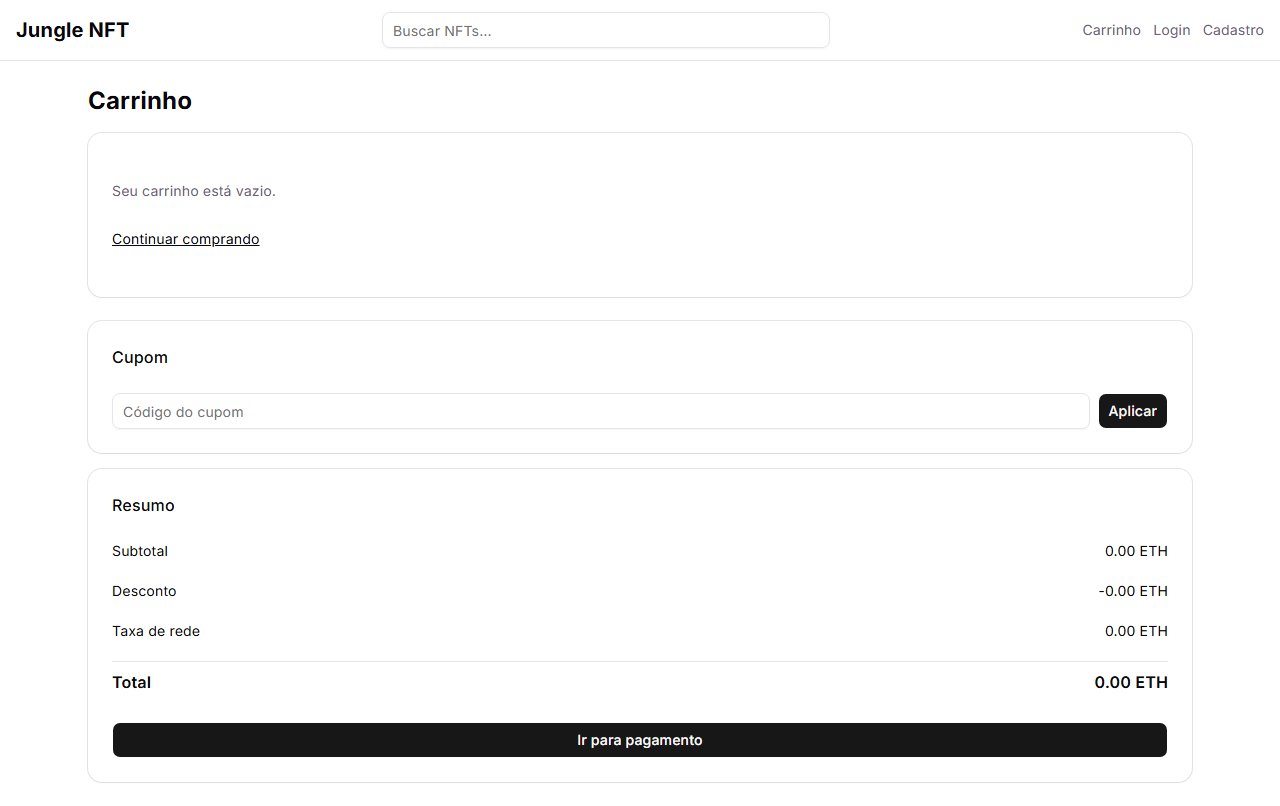 Jungle NFT
Buscar NFTs...
Carrinho Login Cadastro
Carrinho
Seu carrinho está vazio.
Continuar comprando
Cupom
Código do cupom
Aplicar
Resumo
Subtotal 0.00 ETH
Desconto -0.00 ETH
Taxa de rede 0.00 ETH
Total 0.00 ETH
Ir para pagamento